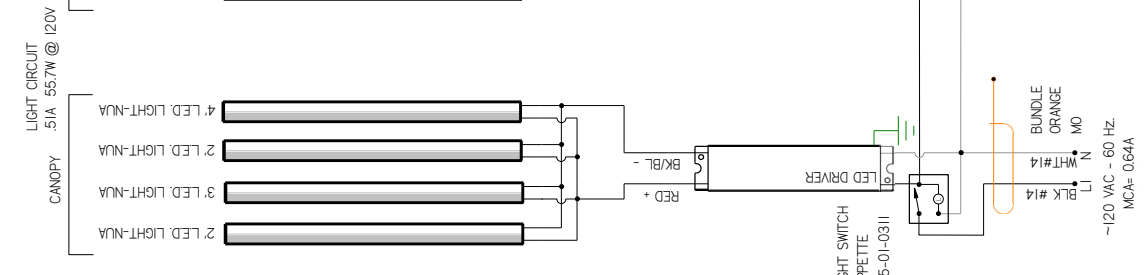 LIGHT CIRCUIT
.51A 55.7W @ 120V
CANOPY
4' LED. LIGHT-NUA
2' LED. LIGHT-NUA
3' LED. LIGHT-NUA
2' LED. LIGHT-NUA
BK/BL -
RED +
LED DRIVER
GHT SWITCH
PPETTE
5-01-0311
BUNDLE
ORANGE
MO
WHT#14 N
BLK #14 L1
~120 VAC - 60 Hz.
MCA= 0.64A